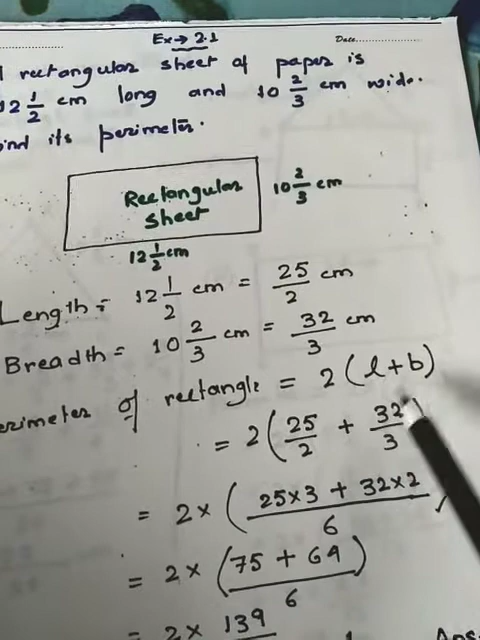 Ex→ 2.1 Date
rectangular sheet of paper is
12 1/2 cm long and 10 2/3 cm wide.
ind its perimeter.
Rectangular
sheet
10 2/3 cm
12 1/2 cm
Length = 12 1/2 cm = 25/2 cm
Breadth = 10 2/3 cm = 32/3 cm
erimeter of rectangle = 2 (l+b)
= 2 (25/2 + 32/3)
= 2 × (25×3 + 32×2 / 6
= 2 × (75 + 64 / 6)
= 2 × 139